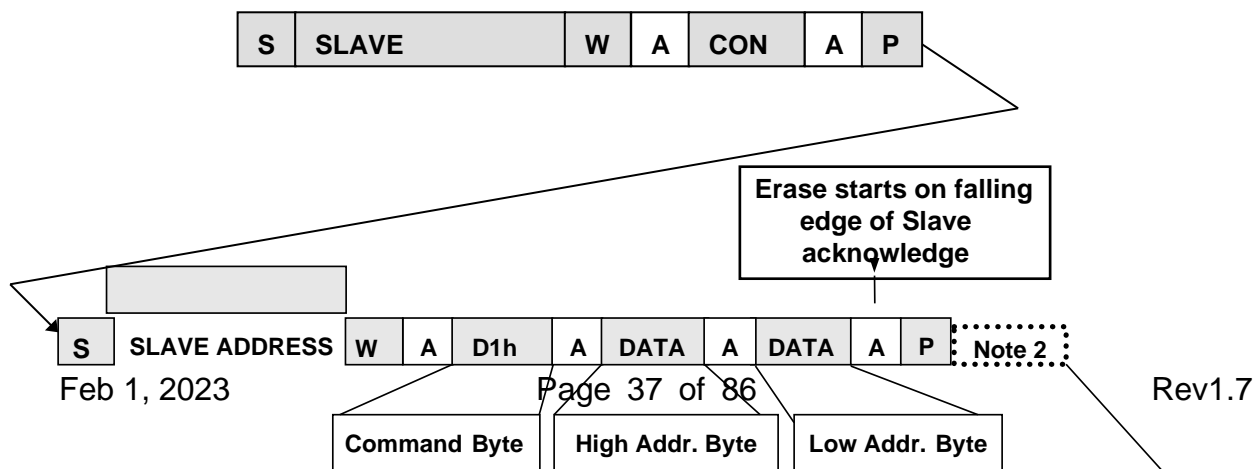 S SLAVE W A CON A P
Erase starts on falling
edge of Slave
acknowledge
S SLAVE ADDRESS W A D1h A DATA A DATA A P Note 2
Feb 1, 2023 Page 37 of 86 Rev1.7
Command Byte High Addr. Byte Low Addr. Byte